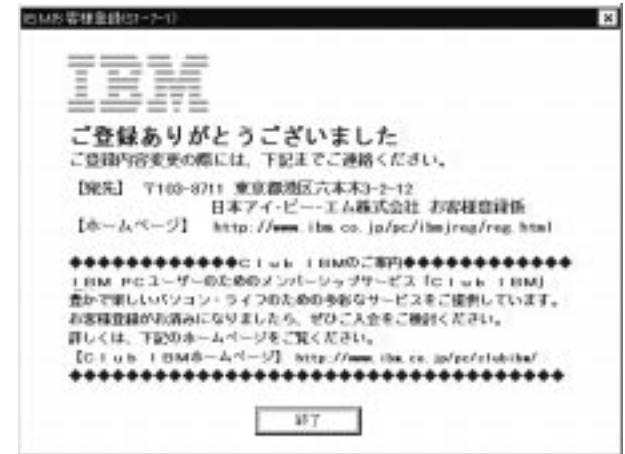 IBMお客様登録(S1-7-1)
IBM
ご登録ありがとうございました
ご登録内容変更の際には、下記までご連絡ください。
【宛先】 〒103-8711 東京都港区六本木3-2-12
日本アイ・ビー・エム株式会社 お客様登録係
【ホームページ】 http://www.ibm.co.jp/pc/ibmjreg/reg.html
◆◆◆◆◆◆◆◆◆◆◆◆Club IBMのご案内◆◆◆◆◆◆◆◆◆◆◆◆
IBM PCユーザーのためのメンバーシップサービス「Club IBM」
豊かで楽しいパソコン・ライフのための多彩なサービスをご提供しています。
お客様登録がお済みになりましたら、ぜひご入会をご検討ください。
詳しくは、下記のホームページをご覧ください。
【Club IBMホームページ】 http://www.ibm.co.jp/pc/clubibm/
◆◆◆◆◆◆◆◆◆◆◆◆◆◆◆◆◆◆◆◆◆◆◆◆◆◆◆◆◆◆◆◆◆◆◆
終了